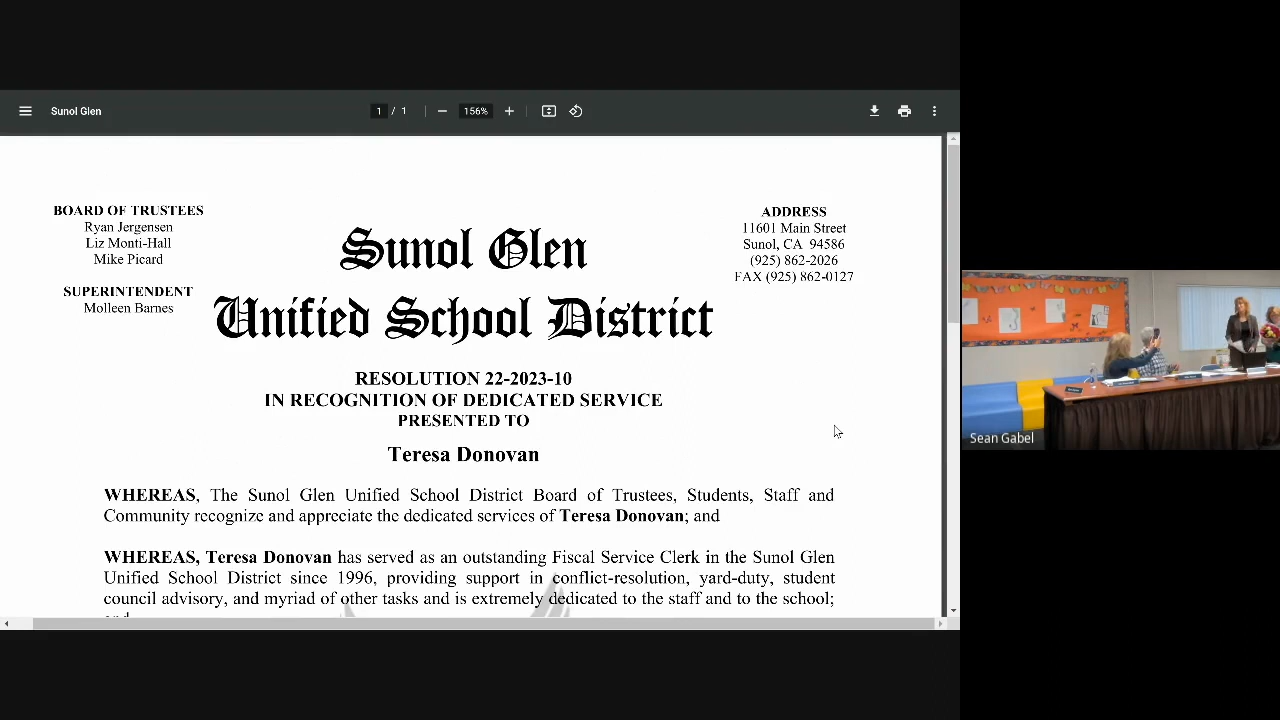 Sunol Glen
1 / 1
156%
BOARD OF TRUSTEES
Ryan Jergensen
Liz Monti-Hall
Mike Picard
SUPERINTENDENT
Molleen Barnes
Sunol Glen
Unified School District
ADDRESS
11601 Main Street
Sunol, CA 94586
(925) 862-2026
FAX (925) 862-0127
RESOLUTION 22-2023-10
IN RECOGNITION OF DEDICATED SERVICE
PRESENTED TO
Teresa Donovan
WHEREAS, The Sunol Glen Unified School District Board of Trustees, Students, Staff and
Community recognize and appreciate the dedicated services of Teresa Donovan; and
WHEREAS, Teresa Donovan has served as an outstanding Fiscal Service Clerk in the Sunol Glen
Unified School District since 1996, providing support in conflict-resolution, yard-duty, student
council advisory, and myriad of other tasks and is extremely dedicated to the staff and to the school;
Sean Gabel